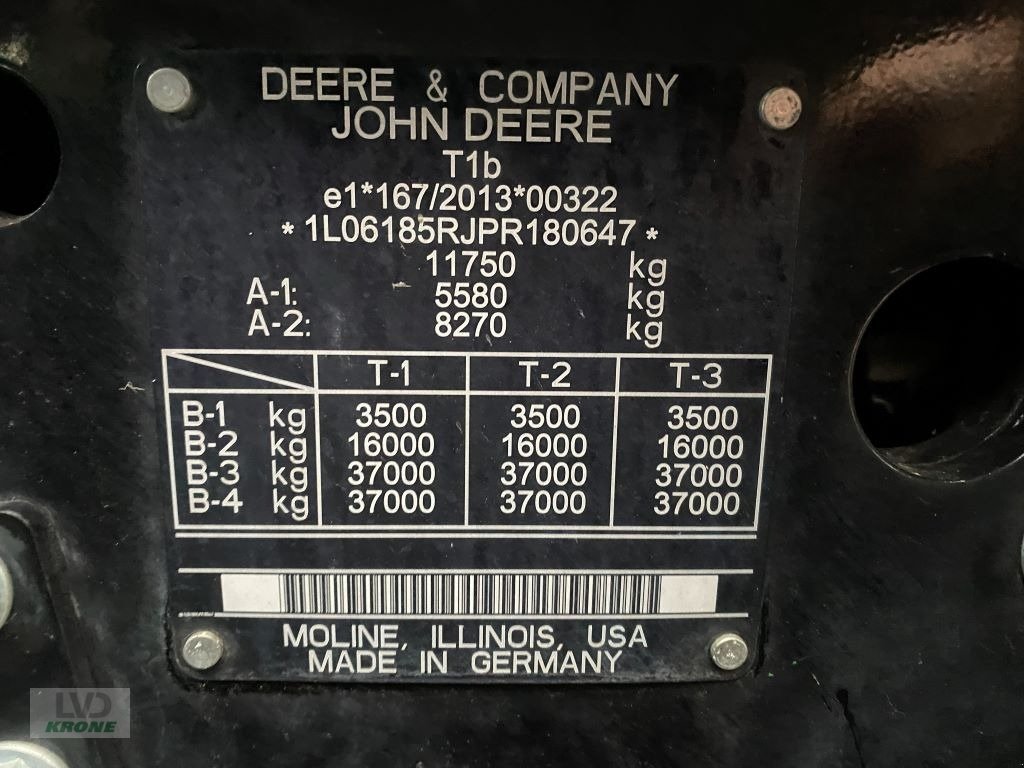 DEERE & COMPANY
JOHN DEERE
T1b
e1*167/2013*00322
* 1L06185RJPR180647 *
11750 kg
A-1: 5580 kg
A-2: 8270 kg
T-1 T-2 T-3
B-1 kg 3500 3500 3500
B-2 kg 16000 16000 16000
B-3 kg 37000 37000 37000
B-4 kg 37000 37000 37000
MOLINE, ILLINOIS, USA
MADE IN GERMANY
LVD
KRONE